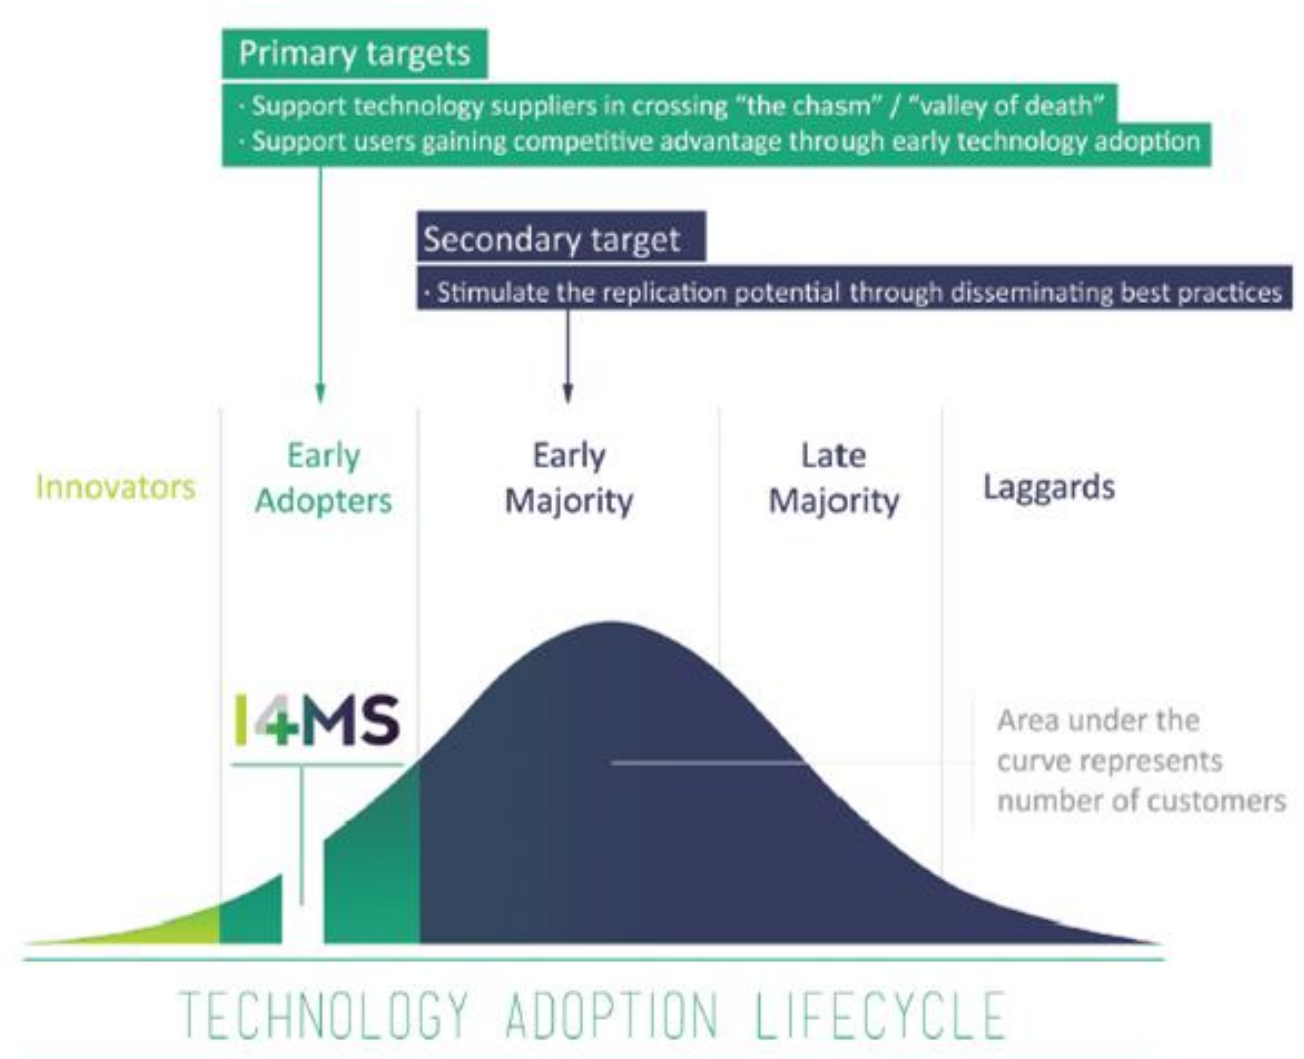 Primary targets
· Support technology suppliers in crossing “the chasm” / “valley of death”
· Support users gaining competitive advantage through early technology adoption
Secondary target
· Stimulate the replication potential through disseminating best practices
Innovators
Early
Adopters
Early
Majority
Late
Majority
Laggards
I4MS
Area under the
curve represents
number of customers
TECHNOLOGY ADOPTION LIFECYCLE